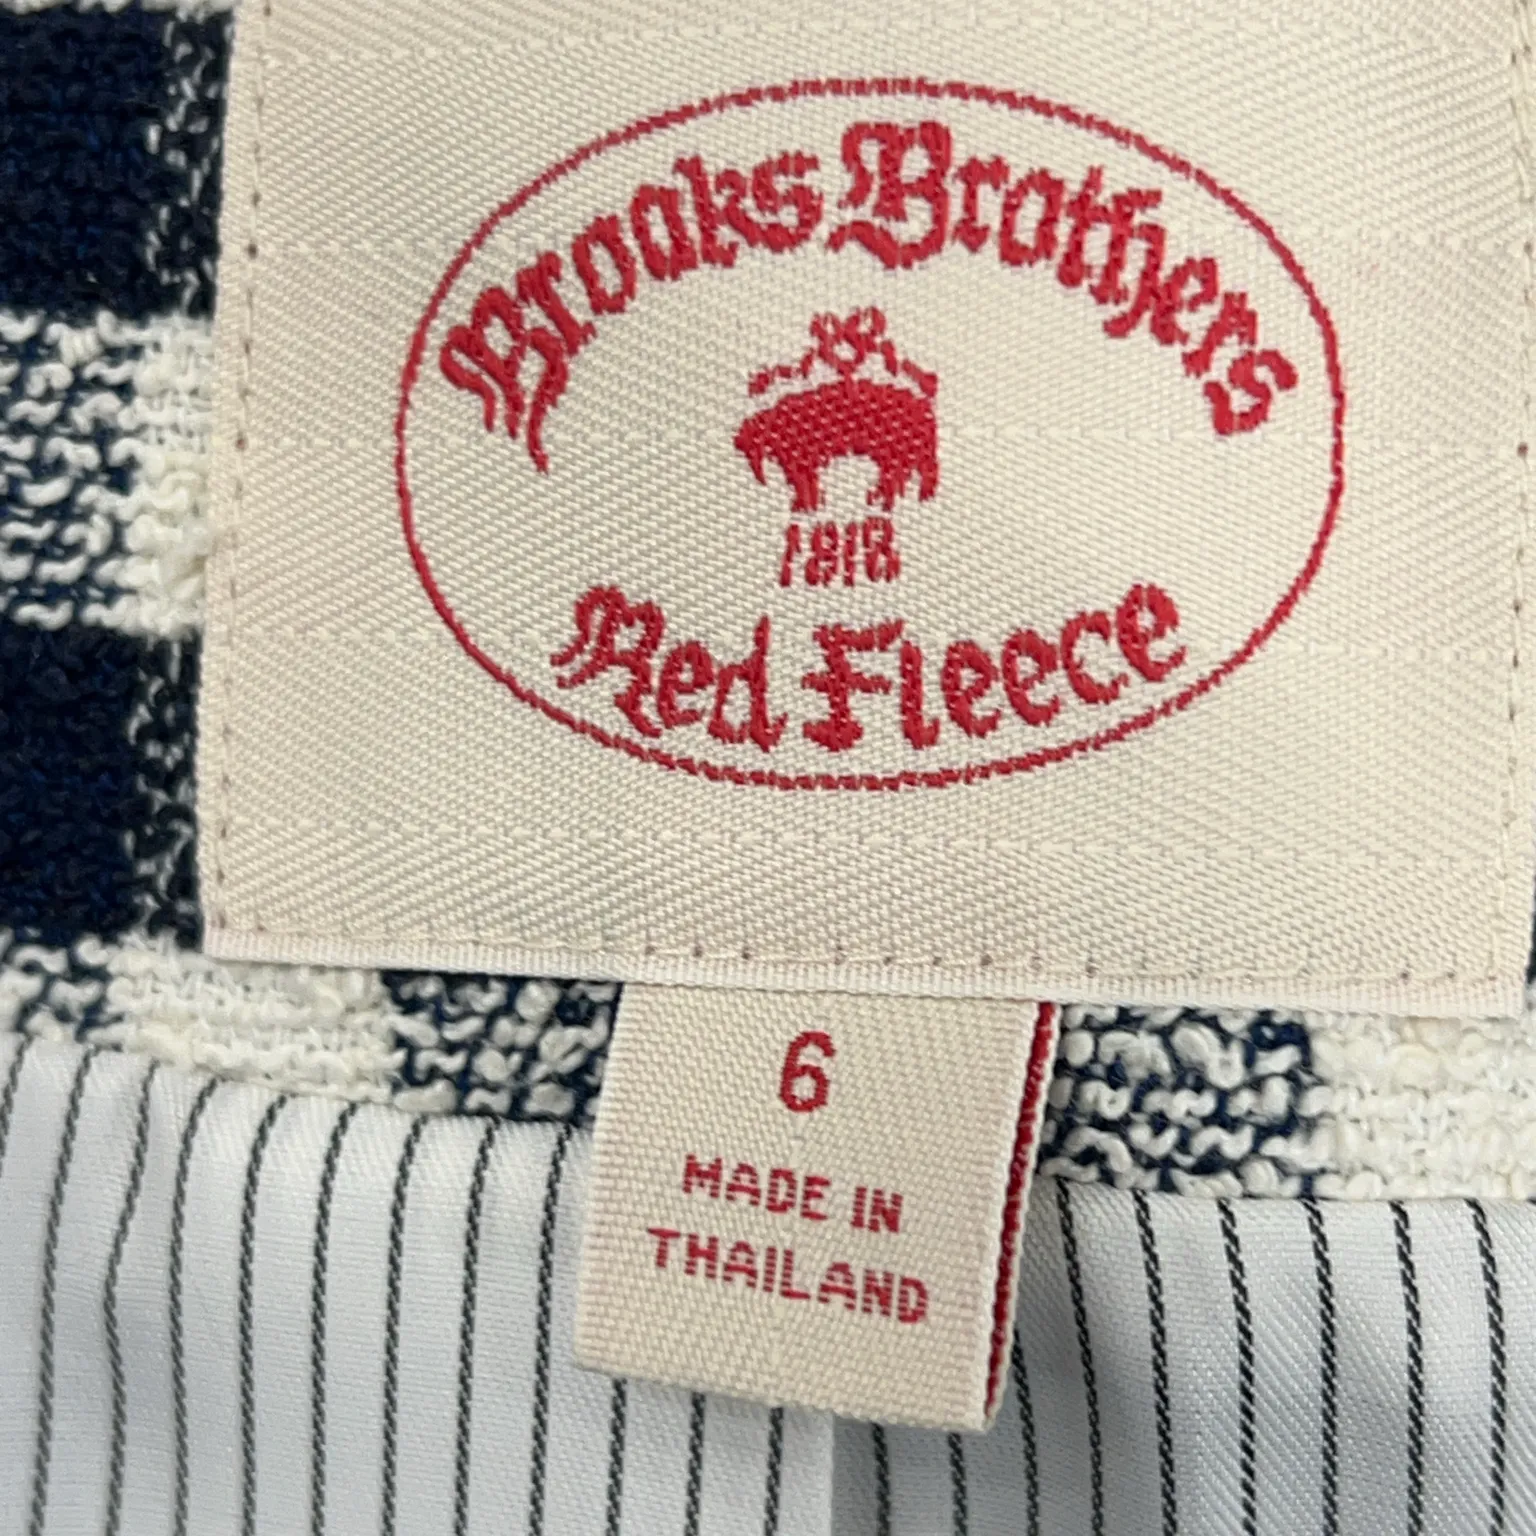 Brooks Brothers
1818
Red Fleece
6
MADE IN
THAILAND